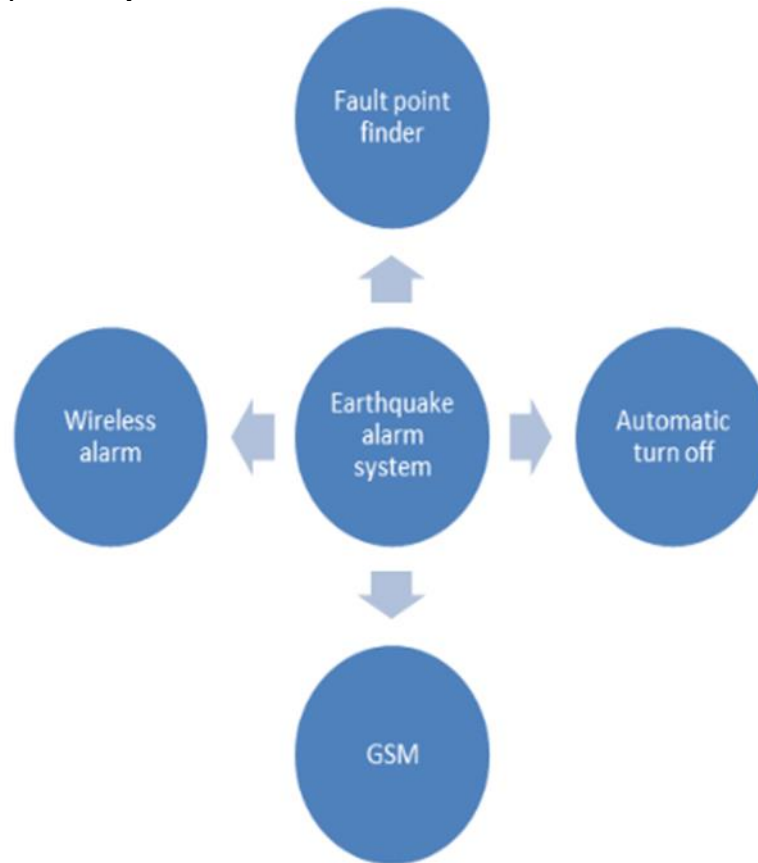 Fault point
finder
Wireless
alarm
Earthquake
alarm
system
Automatic
turn off
GSM